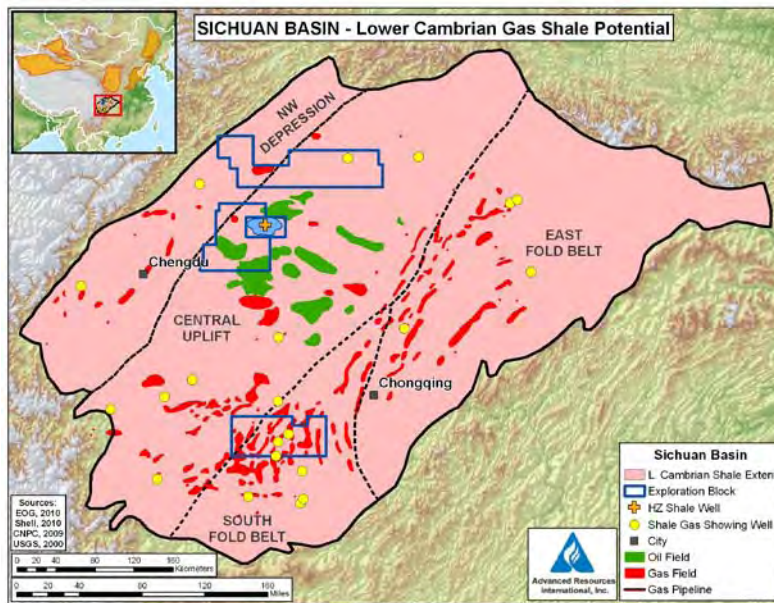 SICHUAN BASIN - Lower Cambrian Gas Shale Potential
NW
DEPRESSION
EAST
FOLD BELT
Chengdu
CENTRAL
UPLIFT
Chongqing
SOUTH
FOLD BELT
Sources:
EOG, 2010
Shell, 2010
CNPC, 2009
USGS, 2000
0 20 40 80 120 160
Kilometers
0 20 40 80 120 160
Miles
Advanced Resources
International, Inc.
Sichuan Basin
L. Cambrian Shale Exten
Exploration Block
HZ Shale Well
Shale Gas Showing Well
City
Oil Field
Gas Field
Gas Pipeline